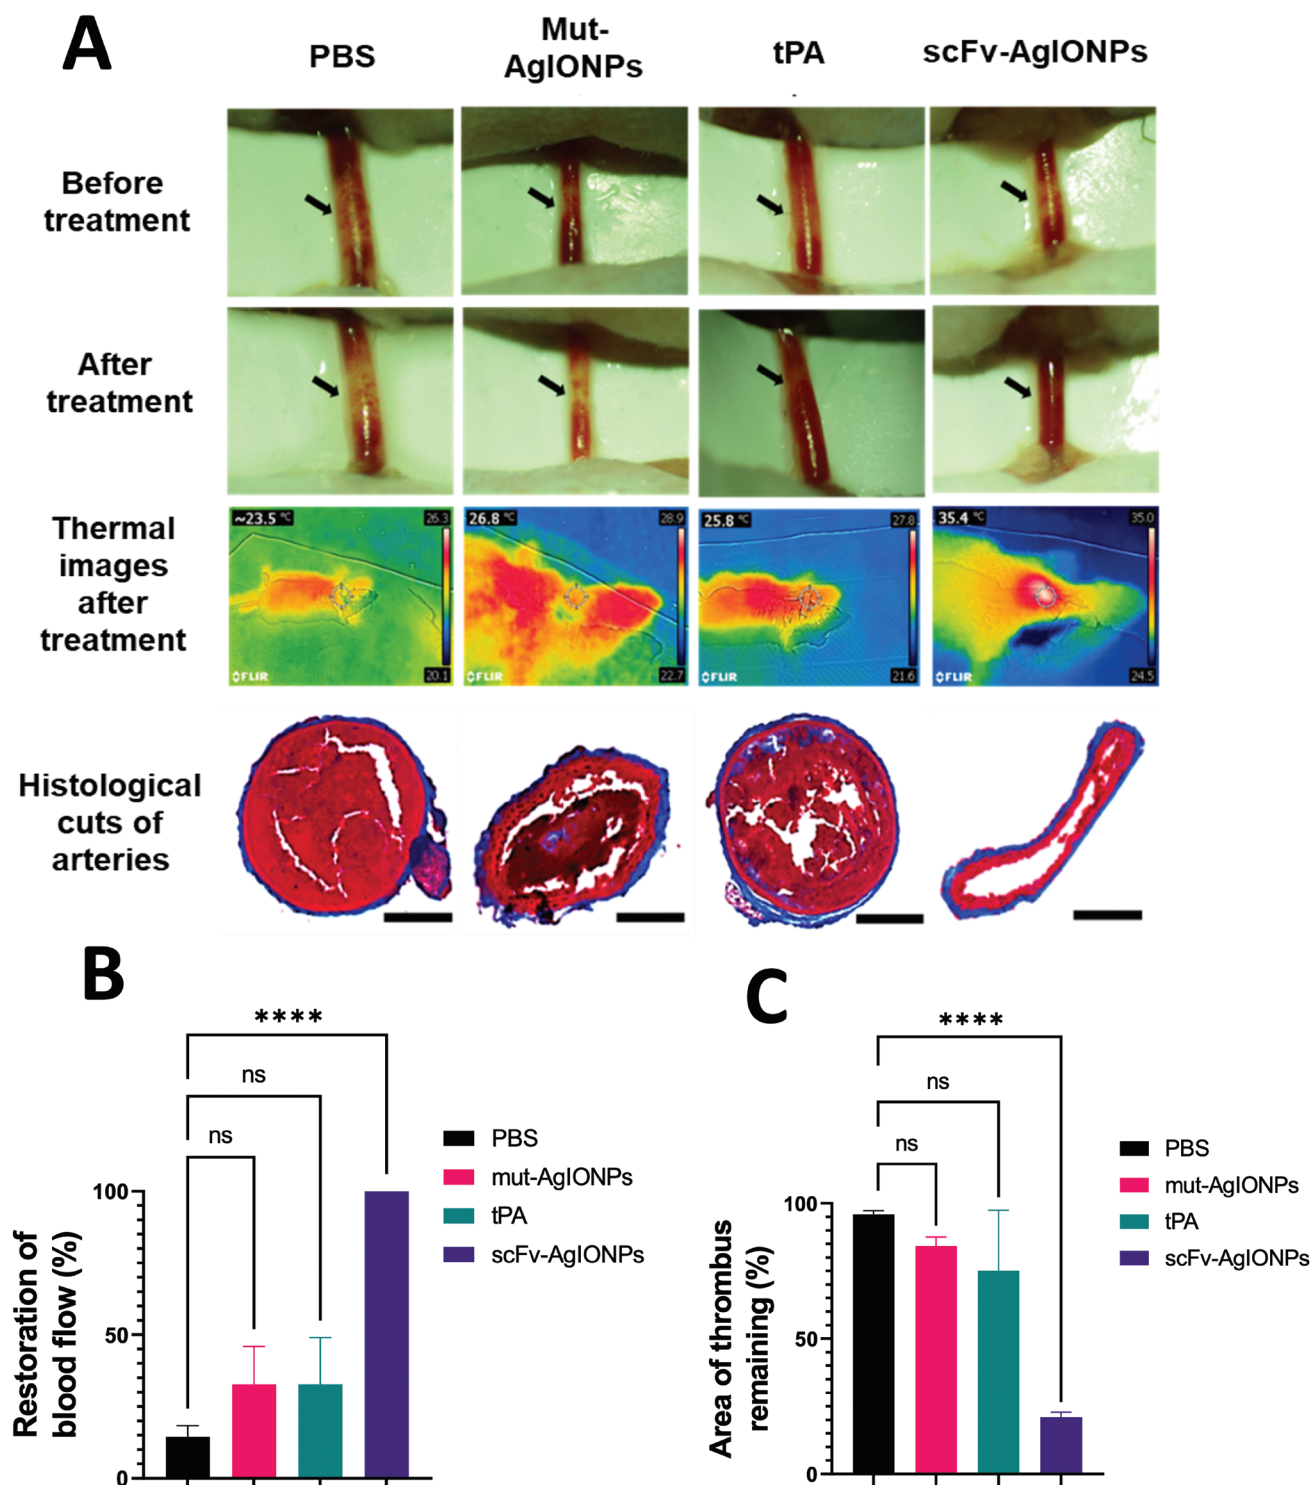 A
PBS
Mut-
AgIONPs
tPA
scFv-AgIONPs
Before
treatment
After
treatment
Thermal
images
after
treatment
~23.5 °C
26.3
20.1
FLIR
26.8 °C
28.9
22.7
FLIR
25.8 °C
27.8
21.6
FLIR
35.4 °C
35.0
24.5
FLIR
Histological
cuts of
arteries
B
****
ns
ns
Restoration of
blood flow (%)
100
50
0
PBS
mut-AgIONPs
tPA
scFv-AgIONPs
C
****
ns
ns
Area of thrombus
remaining (%)
100
50
0
PBS
mut-AgIONPs
tPA
scFv-AgIONPs